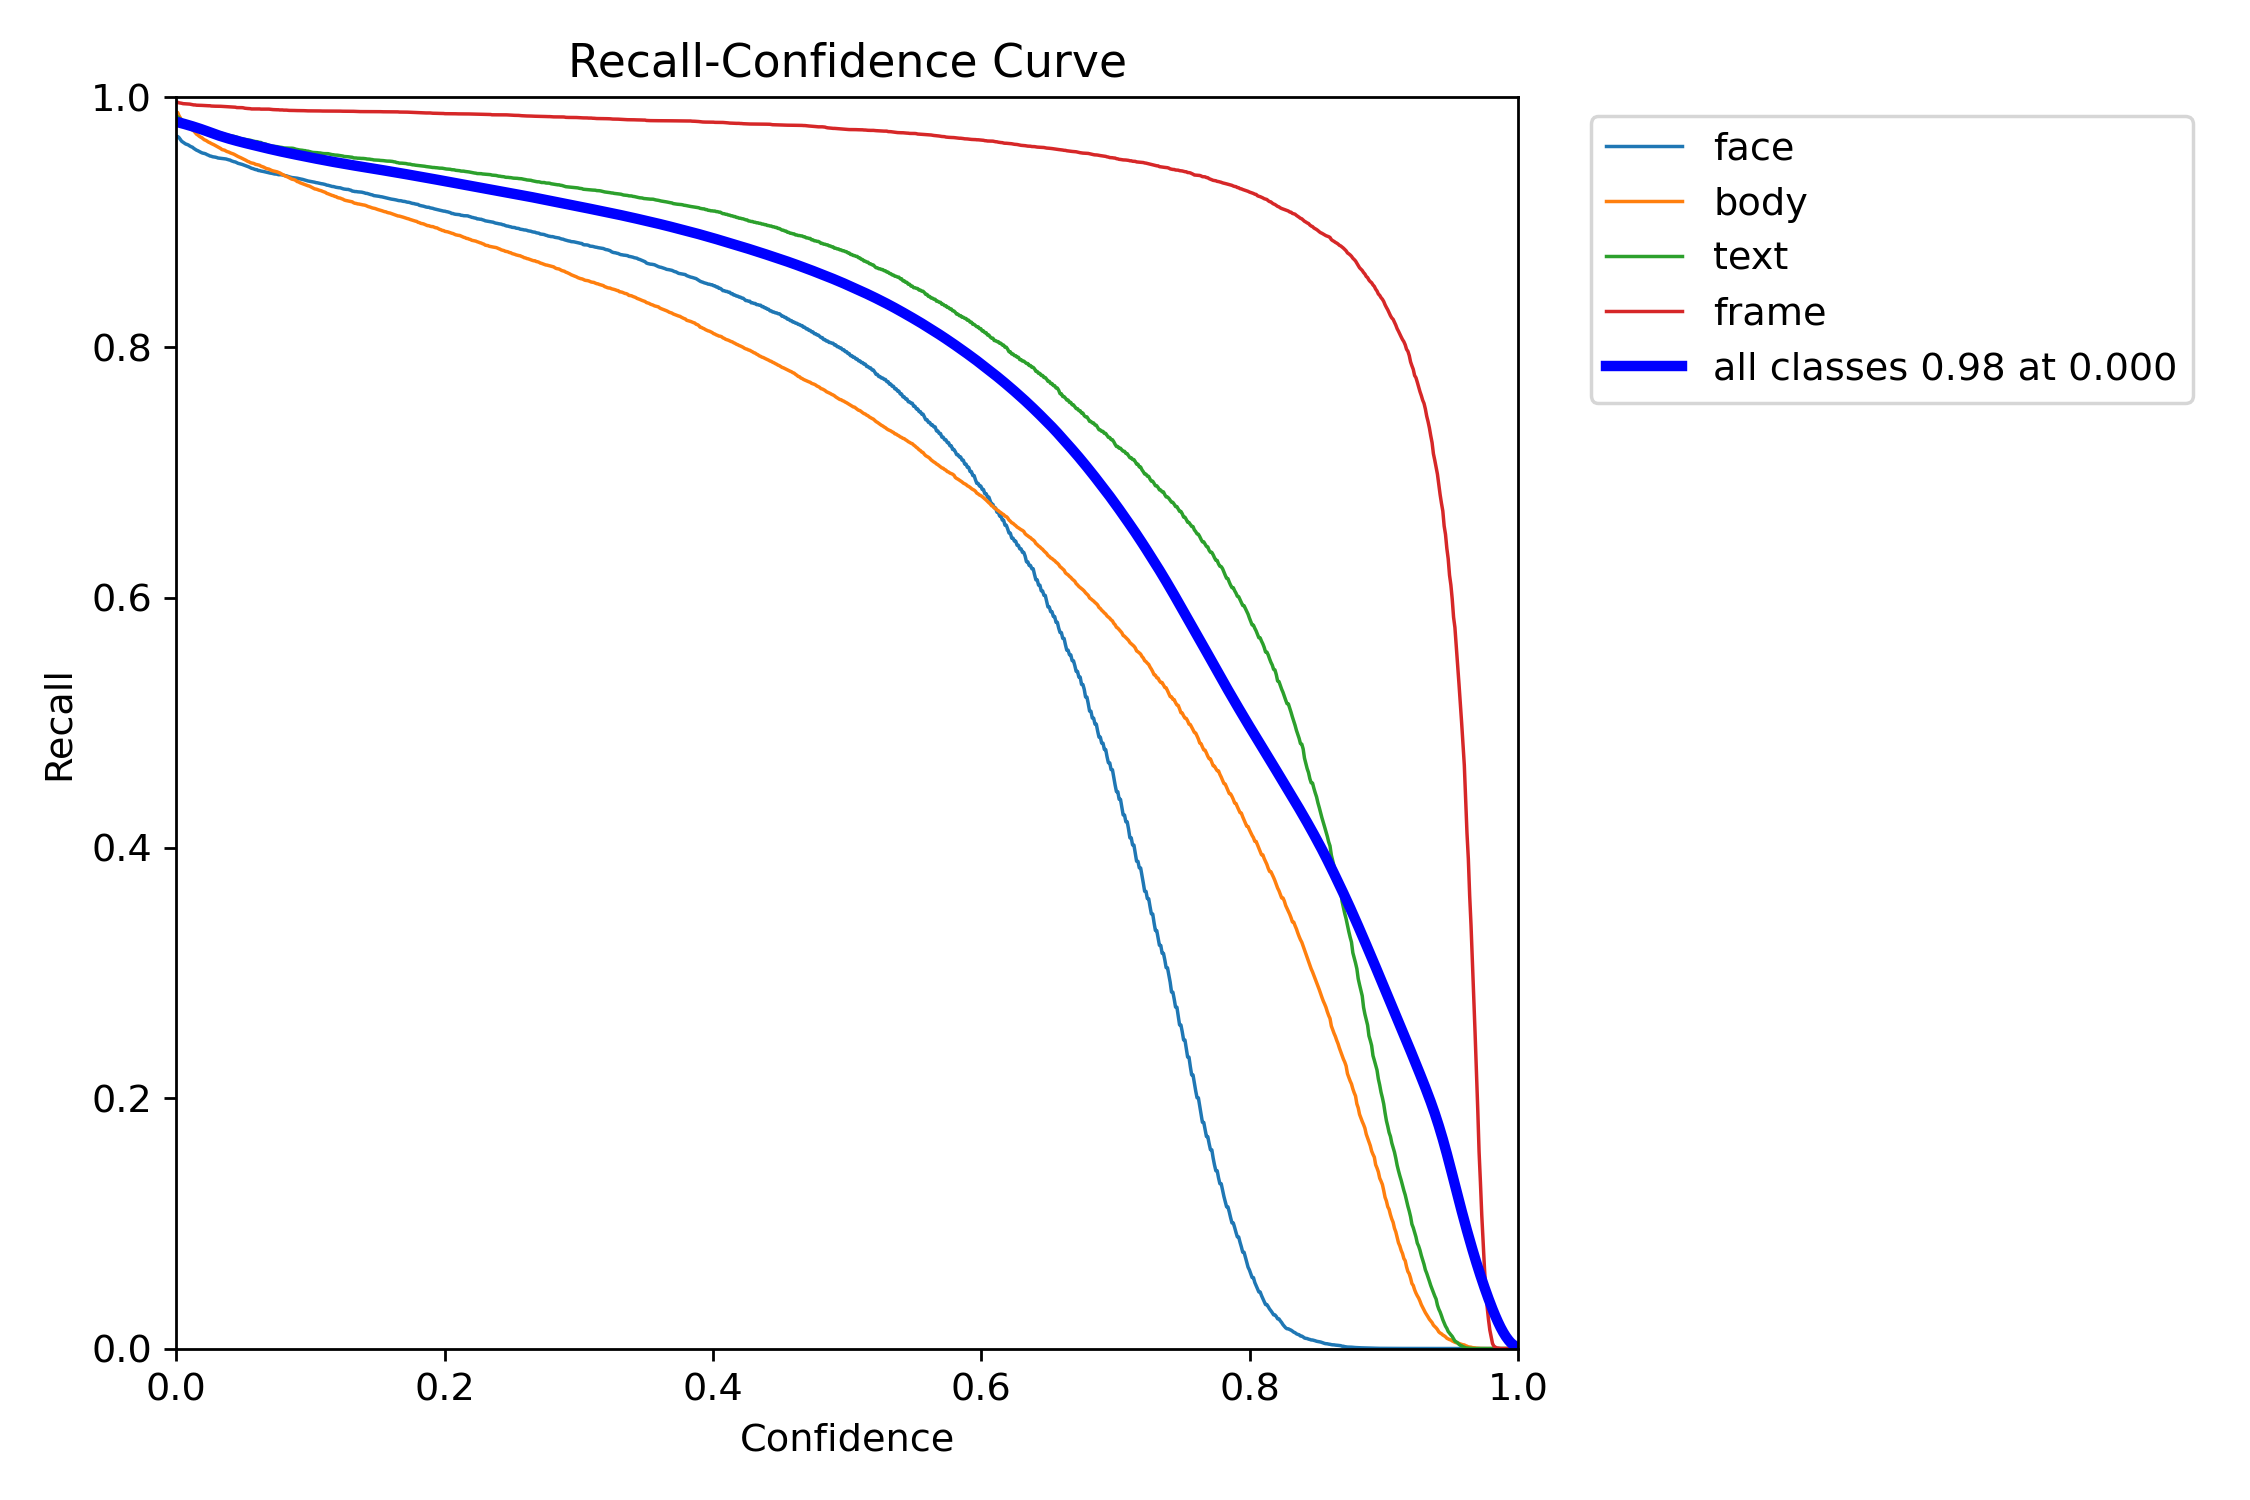 Recall-Confidence Curve
1.0
0.8
0.6
0.4
0.2
0.0
Recall
0.0 0.2 0.4 0.6 0.8 1.0
Confidence
face
body
text
frame
all classes 0.98 at 0.000